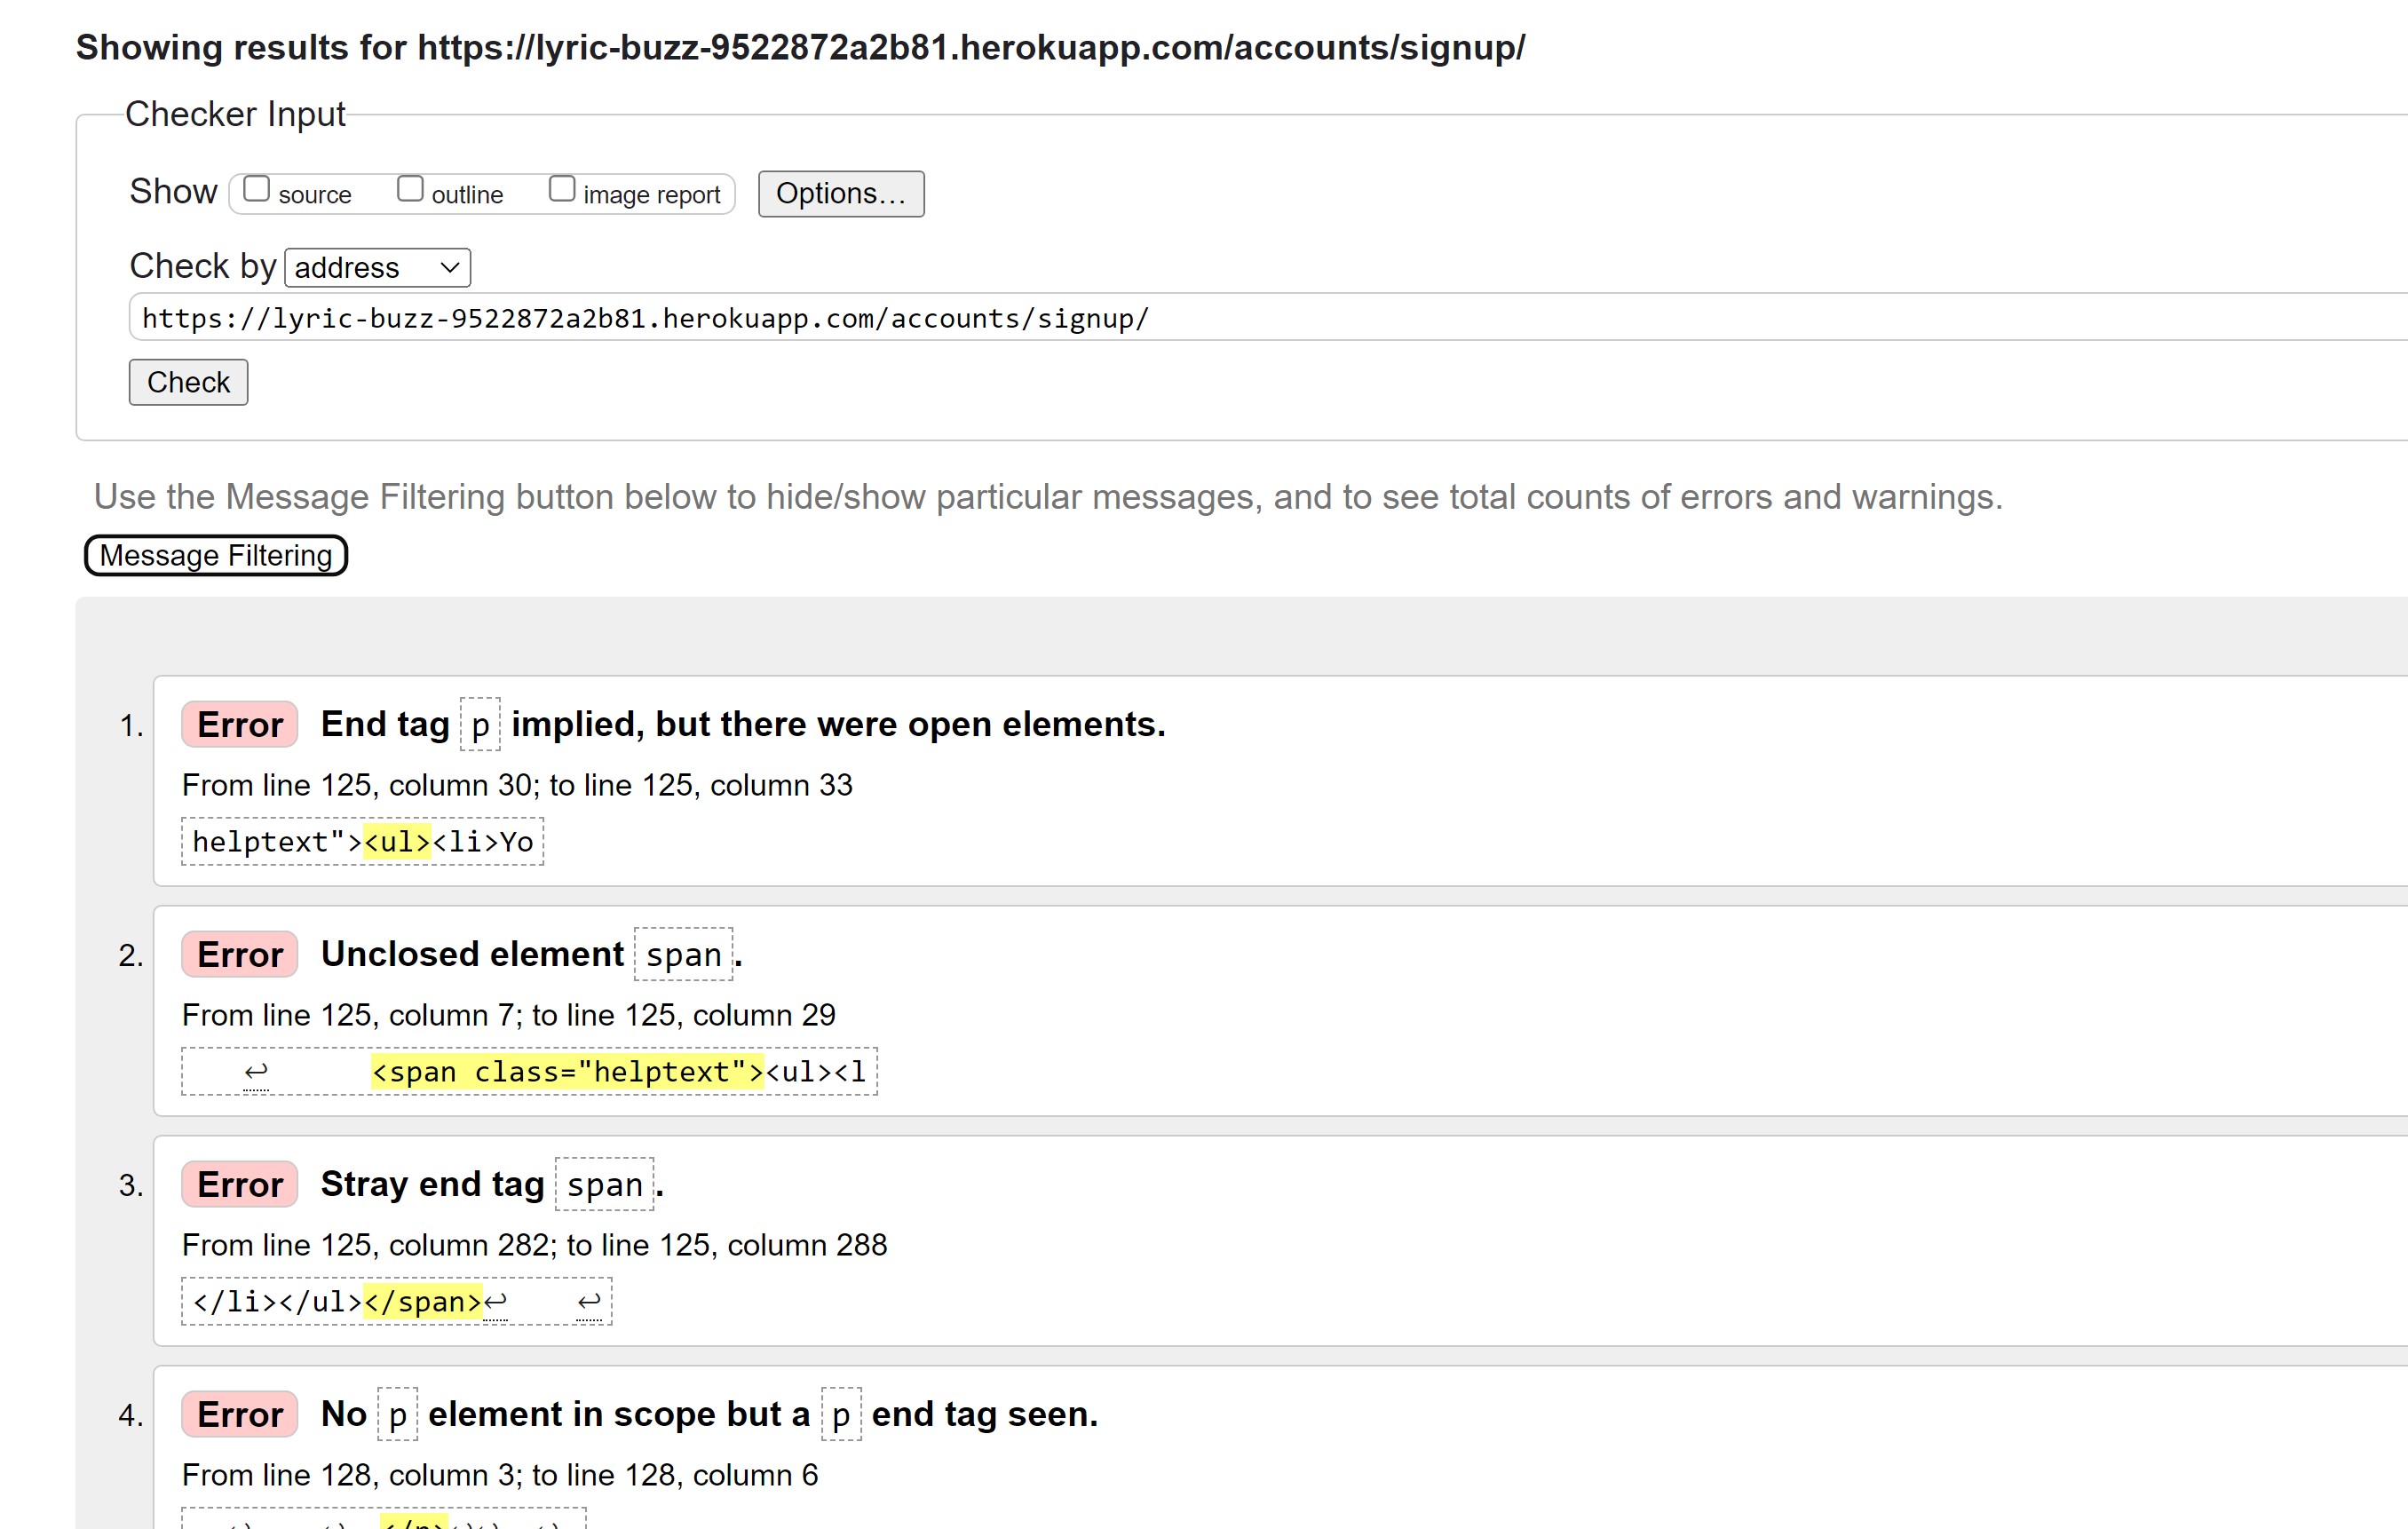 Showing results for https://lyric-buzz-9522872a2b81.herokuapp.com/accounts/signup/
Checker Input
Show source outline image report Options...
Check by address
https://lyric-buzz-9522872a2b81.herokuapp.com/accounts/signup/
Check
Use the Message Filtering button below to hide/show particular messages, and to see total counts of errors and warnings.
Message Filtering
1. Error End tag p implied, but there were open elements.
From line 125, column 30; to line 125, column 33
helptext"><ul><li>Yo
2. Error Unclosed element span.
From line 125, column 7; to line 125, column 29
↩ <span class="helptext"><ul><l
3. Error Stray end tag span.
From line 125, column 282; to line 125, column 288
</li></ul></span>↩ ↩
4. Error No p element in scope but a p end tag seen.
From line 128, column 3; to line 128, column 6
↩ ↩ </p>↩↩ ↩